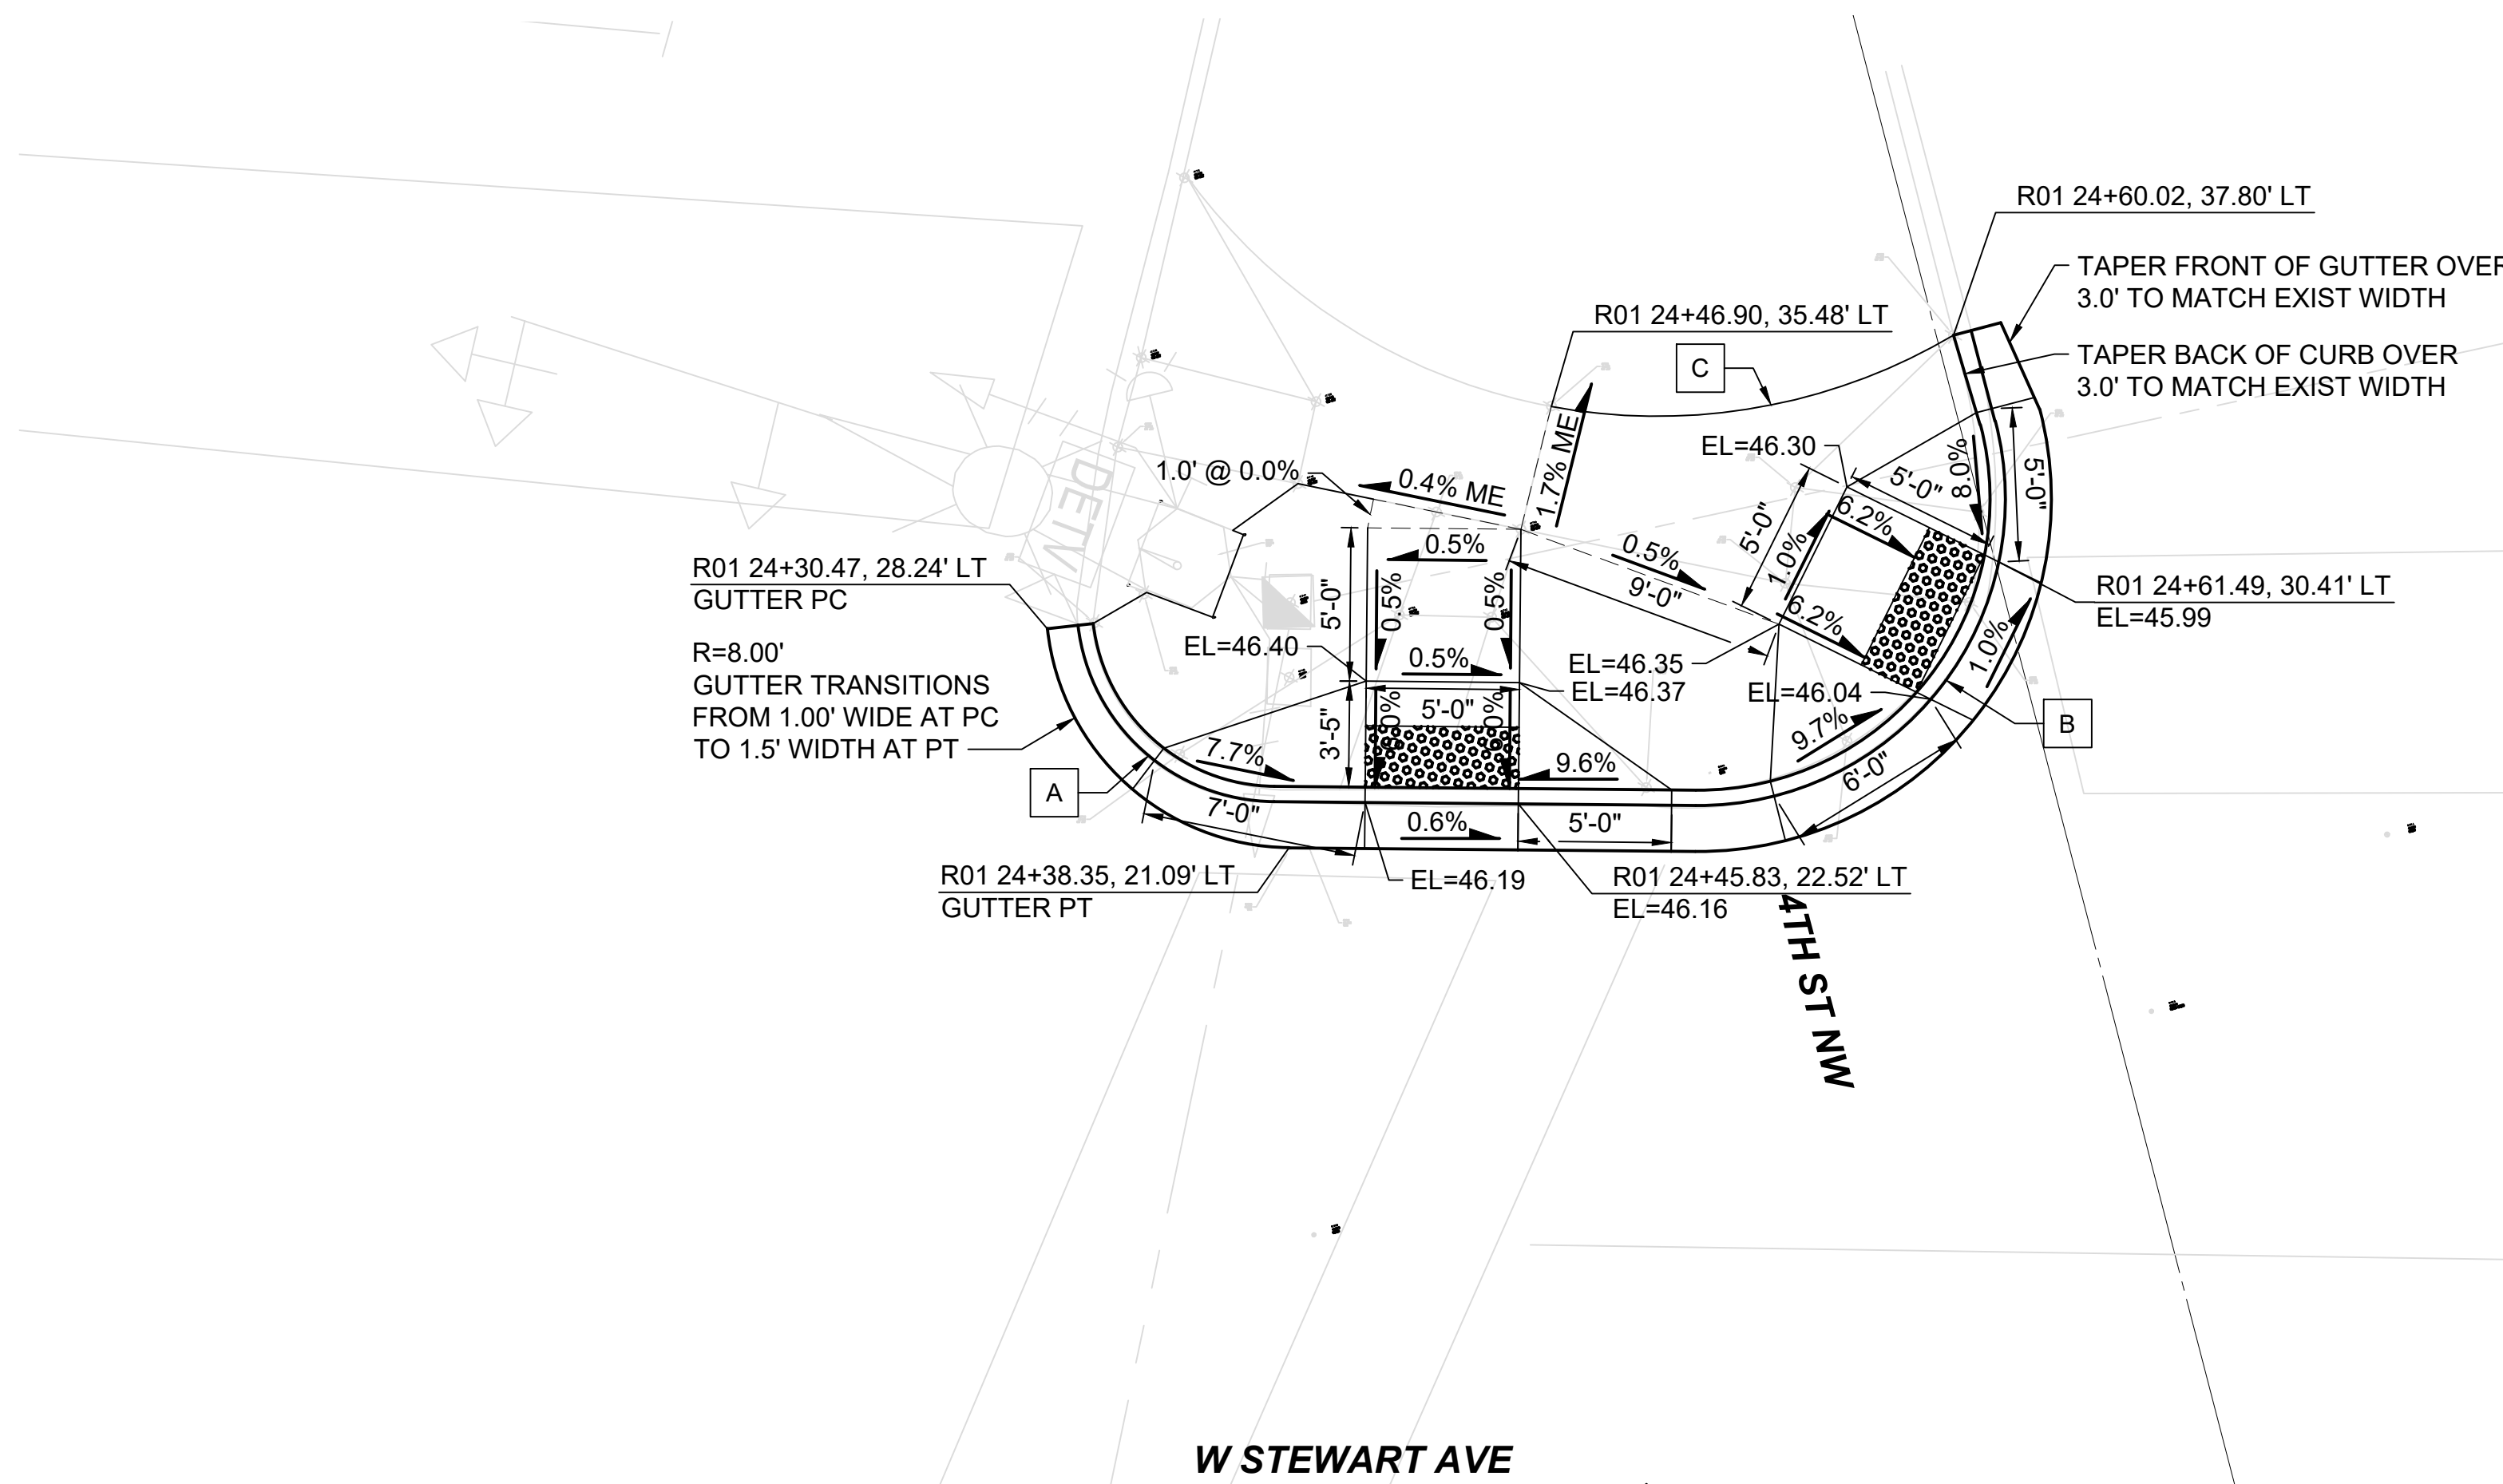 R01 24+60.02, 37.80' LT
TAPER FRONT OF GUTTER OVER
3.0' TO MATCH EXIST WIDTH
R01 24+46.90, 35.48' LT
C
TAPER BACK OF CURB OVER
3.0' TO MATCH EXIST WIDTH
1.7% ME
EL=46.30
1.0' @ 0.0%
0.4% ME
5'-0"
8.0%
5'-0"
DETW
6.2%
5'-0"
1.0%
0.5%
0.5%
9'-0"
R01 24+30.47, 28.24' LT
GUTTER PC
R01 24+61.49, 30.41' LT
EL=45.99
5'-0"
0.5%
0.5%
6.2%
1.0%
R=8.00'
GUTTER TRANSITIONS
FROM 1.00' WIDE AT PC
TO 1.5' WIDTH AT PT
EL=46.40
0.5%
EL=46.35
EL=46.37
EL=46.04
B
3'-5"
5'-0"
9.7%
7.7%
9.6%
6'-0"
A
7'-0"
0.6%
5'-0"
R01 24+38.35, 21.09' LT
GUTTER PT
EL=46.19
R01 24+45.83, 22.52' LT
EL=46.16
4TH ST NW
W STEWART AVE